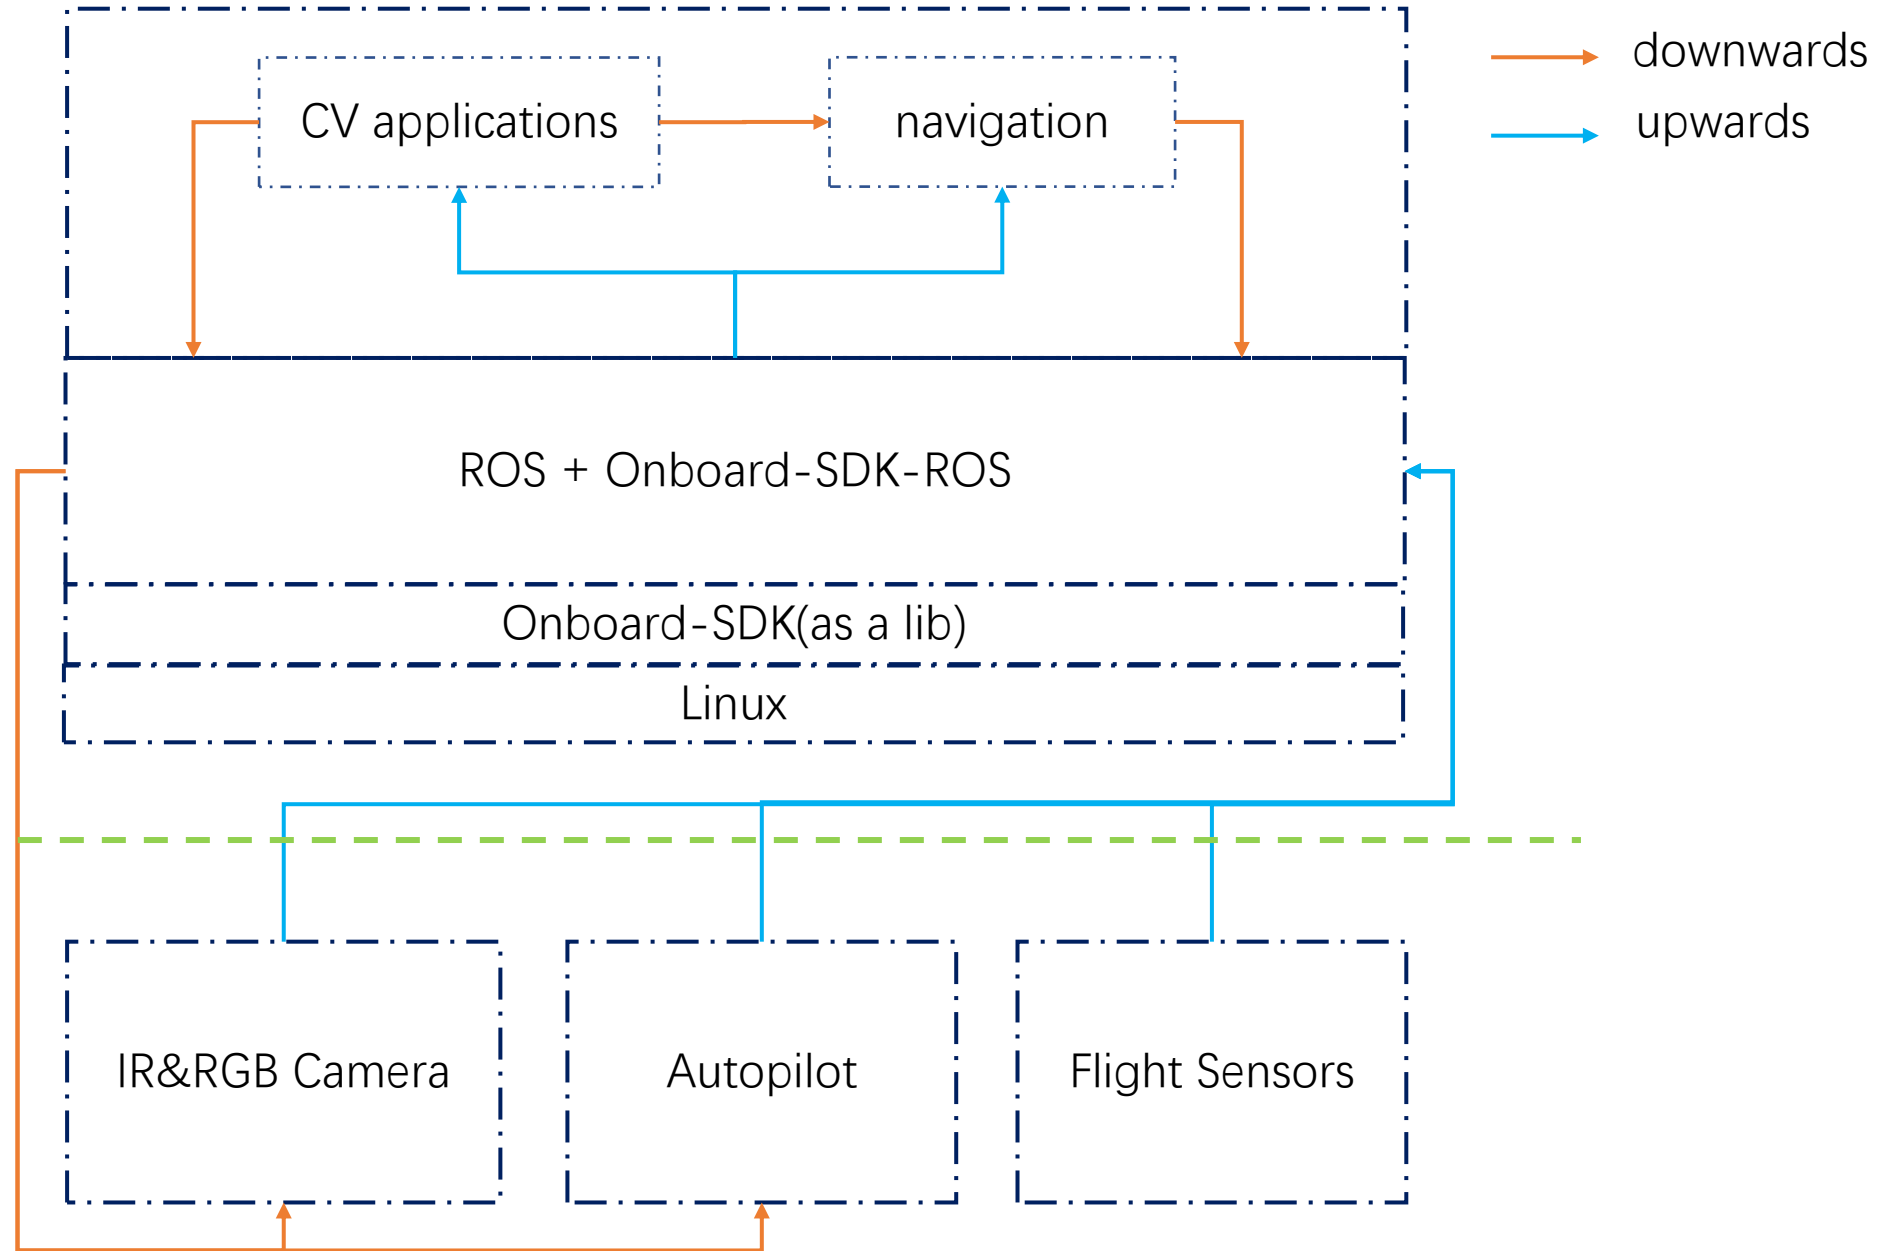 downwards
upwards
CV applications
navigation
ROS + Onboard-SDK-ROS
Onboard-SDK(as a lib)
Linux
IR&RGB Camera
Autopilot
Flight Sensors